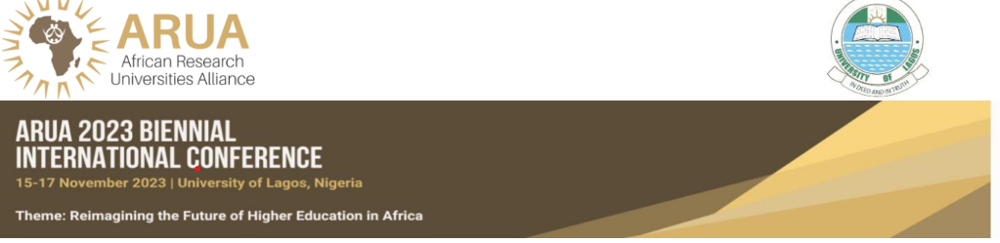 ARUA
African Research
Universities Alliance
UNIVERSITY OF LAGOS
IN DEED AND IN TRUTH
ARUA 2023 BIENNIAL
INTERNATIONAL CONFERENCE
15-17 November 2023 | University of Lagos, Nigeria
Theme: Reimagining the Future of Higher Education in Africa